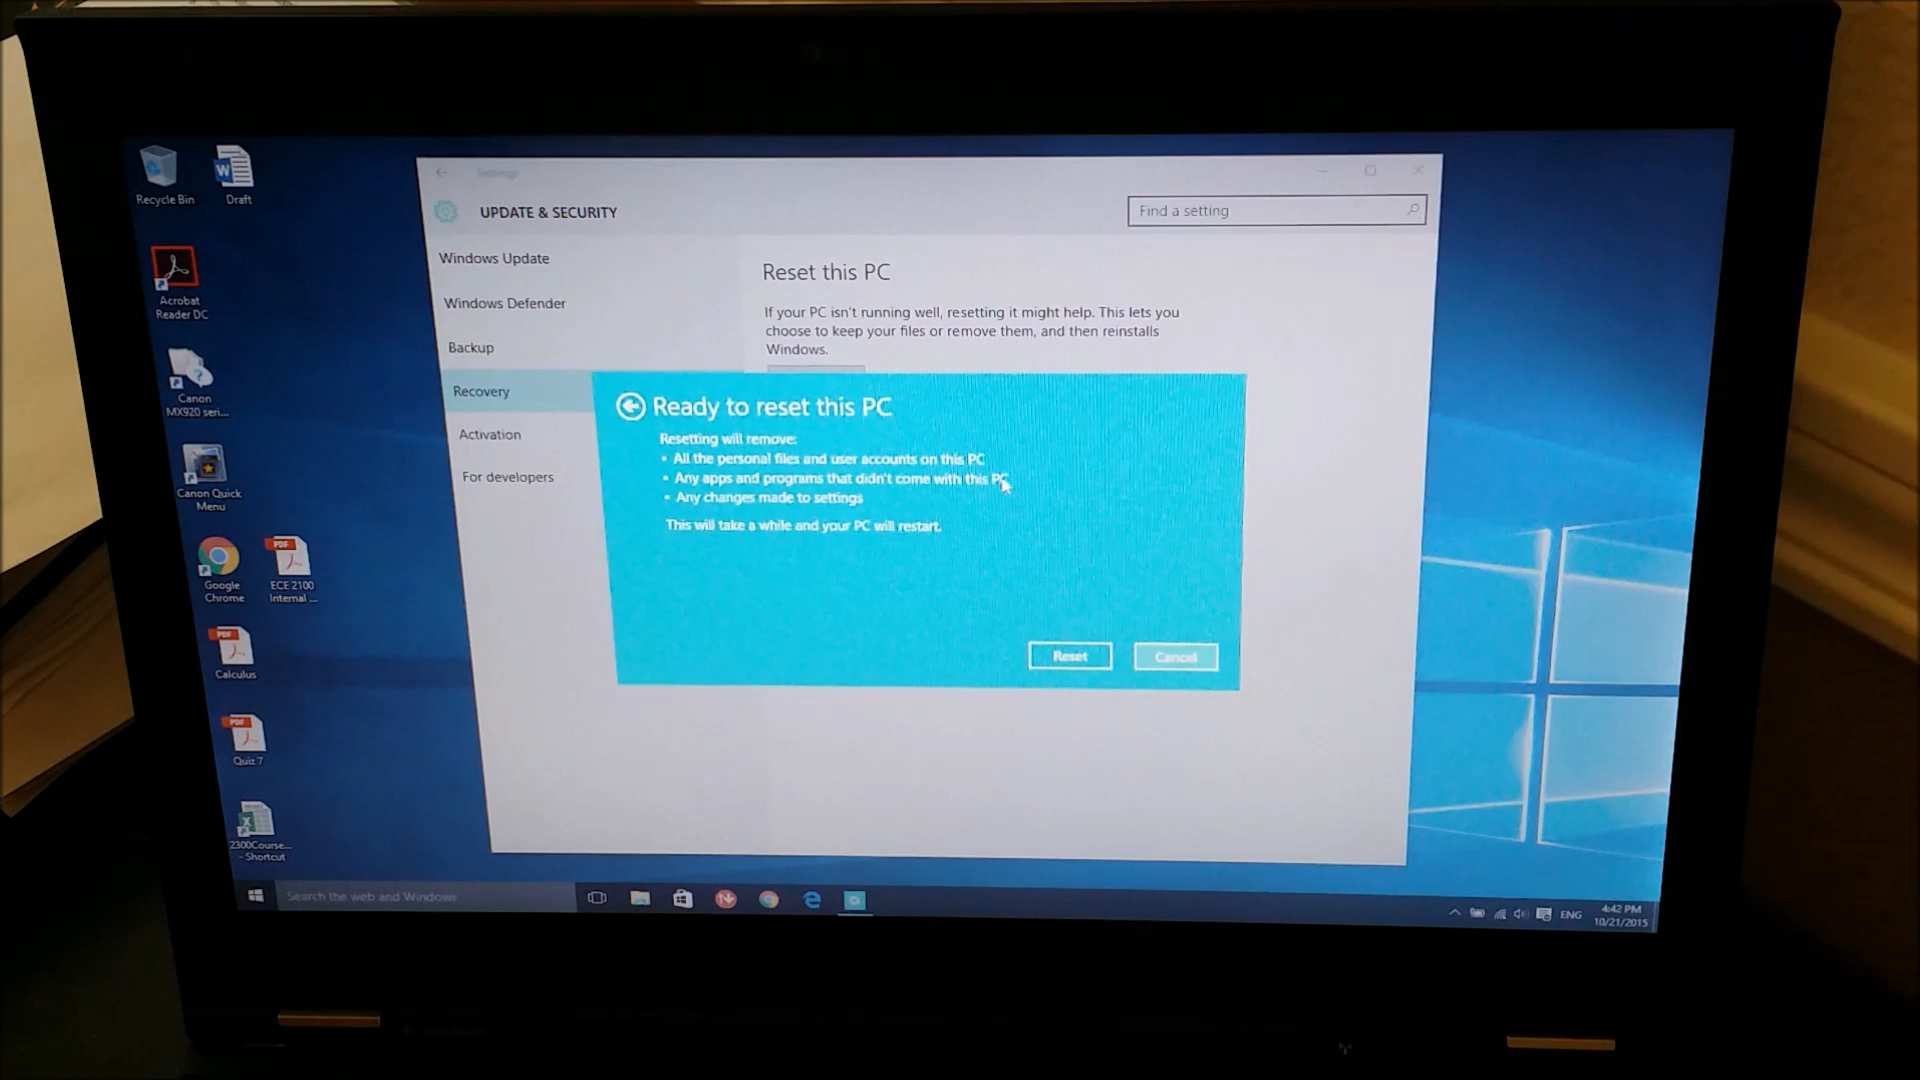 Recycle Bin
Draft
Acrobat
Reader DC
Canon
MX920 seri...
Canon Quick
Menu
Google
Chrome
PDF
ECE 2100
Internal ...
PDF
Calculus
PDF
Quiz 7
2300Course...
- Shortcut
Settings
UPDATE & SECURITY
Find a setting
Windows Update
Windows Defender
Backup
Recovery
Activation
For developers
Reset this PC
If your PC isn't running well, resetting it might help. This lets you
choose to keep your files or remove them, and then reinstalls
Windows.
Ready to reset this PC
Resetting will remove:
• All the personal files and user accounts on this PC
• Any apps and programs that didn't come with this PC
• Any changes made to settings
This will take a while and your PC will restart.
Reset
Cancel
Search the web and Windows
ENG
4:42 PM
10/21/2015